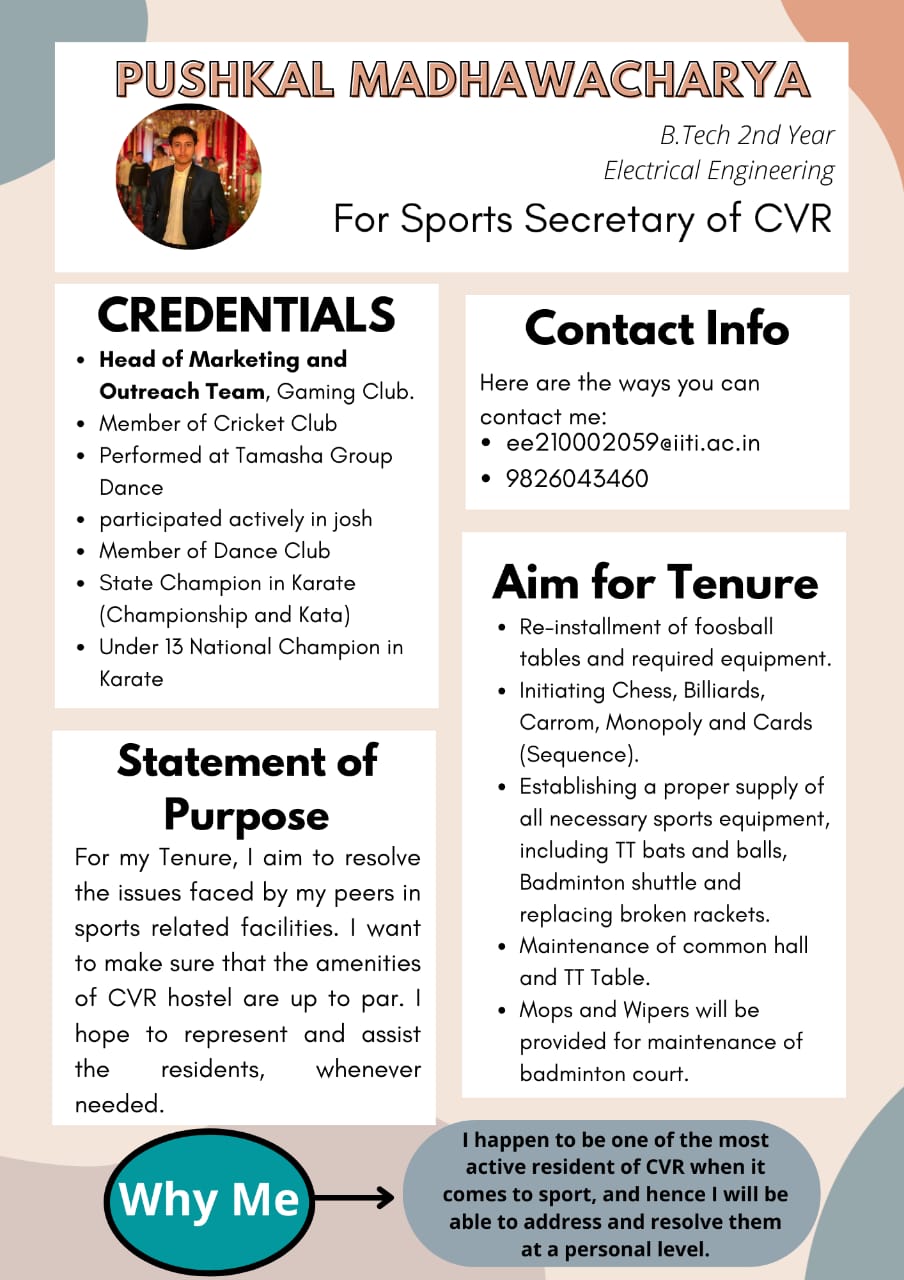 PUSHKAL MADHAWACHARYA
B.Tech 2nd Year
Electrical Engineering
For Sports Secretary of CVR
CREDENTIALS
• Head of Marketing and
Outreach Team, Gaming Club.
• Member of Cricket Club
• Performed at Tamasha Group
Dance
• participated actively in josh
• Member of Dance Club
• State Champion in Karate
(Championship and Kata)
• Under 13 National Champion in
Karate
Statement of
Purpose
For my Tenure, I aim to resolve
the issues faced by my peers in
sports related facilities. I want
to make sure that the amenities
of CVR hostel are up to par. I
hope to represent and assist
the residents, whenever
needed.
Contact Info
Here are the ways you can
contact me:
• ee210002059@iiti.ac.in
• 9826043460
Aim for Tenure
• Re-installment of foosball
tables and required equipment.
• Initiating Chess, Billiards,
Carrom, Monopoly and Cards
(Sequence).
• Establishing a proper supply of
all necessary sports equipment,
including TT bats and balls,
Badminton shuttle and
replacing broken rackets.
• Maintenance of common hall
and TT Table.
• Mops and Wipers will be
provided for maintenance of
badminton court.
Why Me
I happen to be one of the most
active resident of CVR when it
comes to sport, and hence I will be
able to address and resolve them
at a personal level.